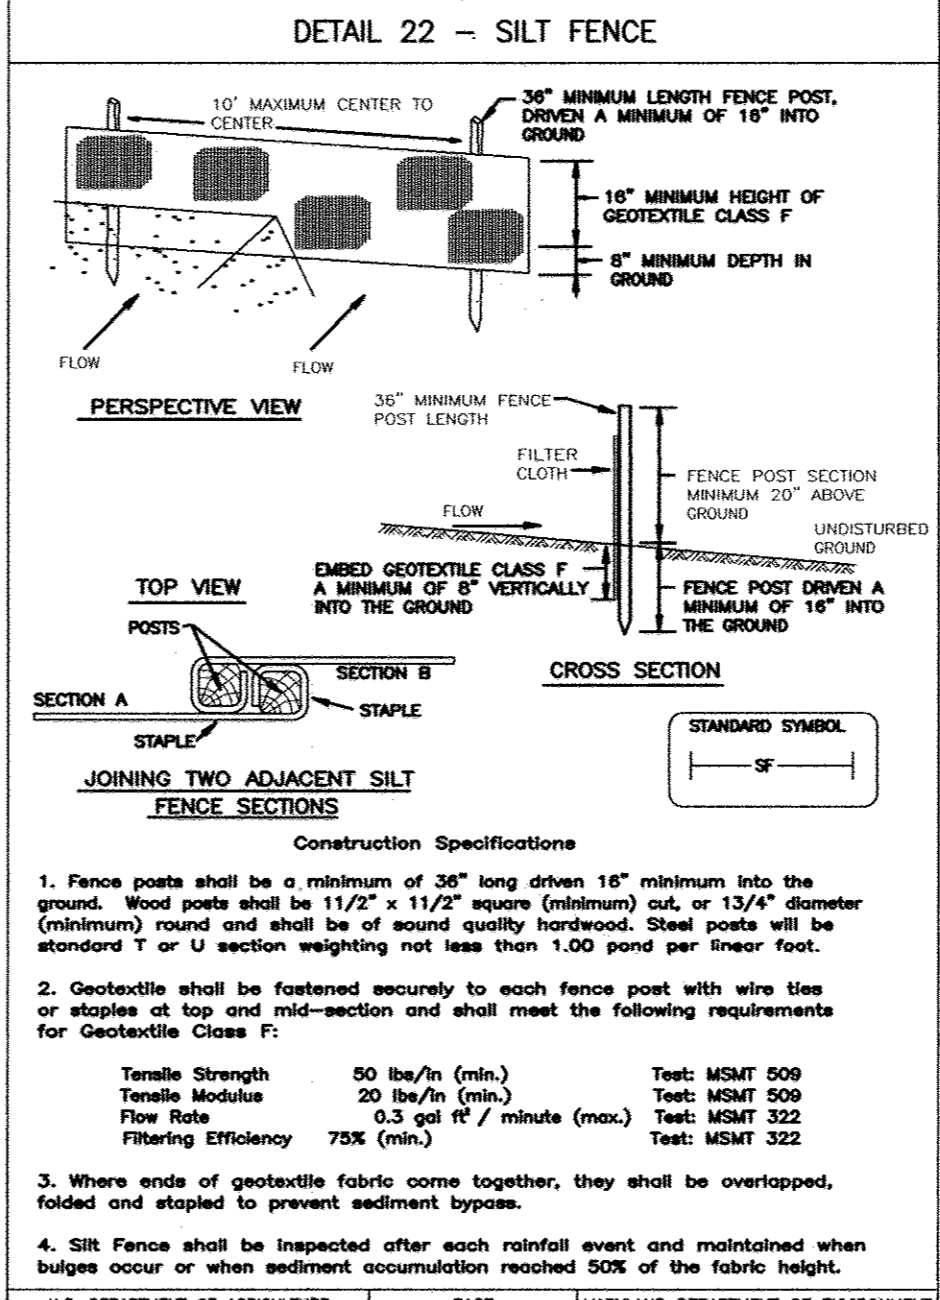 DETAIL 22 – SILT FENCE
10' MAXIMUM CENTER TO
CENTER
36" MINIMUM LENGTH FENCE POST,
DRIVEN A MINIMUM OF 16" INTO
GROUND
16" MINIMUM HEIGHT OF
GEOTEXTILE CLASS F
8" MINIMUM DEPTH IN
GROUND
FLOW
FLOW
PERSPECTIVE VIEW
36" MINIMUM FENCE
POST LENGTH
FILTER
CLOTH
FENCE POST SECTION
MINIMUM 20" ABOVE
GROUND
FLOW
UNDISTURBED
GROUND
EMBED GEOTEXTILE CLASS F
A MINIMUM OF 8" VERTICALLY
INTO THE GROUND
FENCE POST DRIVEN A
MINIMUM OF 16" INTO
THE GROUND
CROSS SECTION
TOP VIEW
POSTS
SECTION B
SECTION A
STAPLE
STAPLE
JOINING TWO ADJACENT SILT
FENCE SECTIONS
STANDARD SYMBOL
SF
Construction Specifications
1. Fence posts shall be a minimum of 36" long driven 16" minimum into the
ground. Wood posts shall be 11/2" x 11/2" square (minimum) cut, or 13/4" diameter
(minimum) round and shall be of sound quality hardwood. Steel posts will be
standard T or U section weighting not less than 1.00 pond per linear foot.
2. Geotextile shall be fastened securely to each fence post with wire ties
or staples at top and mid-section and shall meet the following requirements
for Geotextile Class F:
Tensile Strength 50 lbs/in (min.) Test: MSMT 509
Tensile Modulus 20 lbs/in (min.) Test: MSMT 509
Flow Rate 0.3 gal ft² / minute (max.) Test: MSMT 322
Filtering Efficiency 75% (min.) Test: MSMT 322
3. Where ends of geotextile fabric come together, they shall be overlapped,
folded and stapled to prevent sediment bypass.
4. Silt Fence shall be inspected after each rainfall event and maintained when
bulges occur or when sediment accumulation reached 50% of the fabric height.